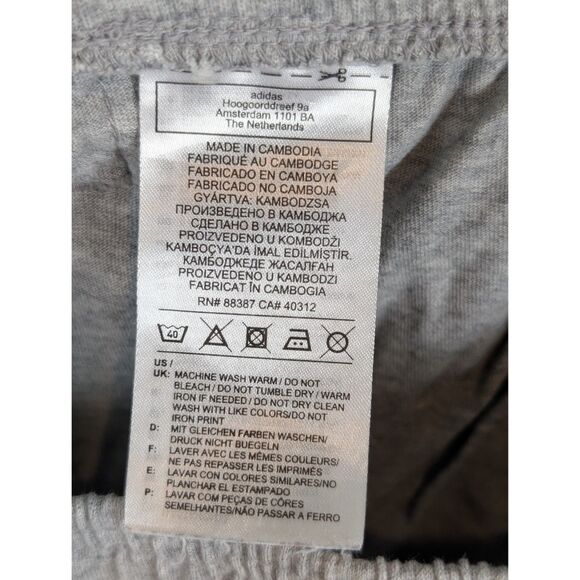 adidas
Hoogoorddreef 9a
Amsterdam 1101 BA
The Netherlands
MADE IN CAMBODIA
FABRIQUÉ AU CAMBODGE
FABRICADO EN CAMBOYA
FABRICADO NO CAMBOJA
GYÁRTVA: KAMBODZSA
ПРОИЗВЕДЕНО В КАМБОДЖА
СДЕЛАНО В КАМБОДЖЕ
PROIZVEDENO U KOMBODŽI
KAMBOÇYA'DA İMAL EDİLMİŞTİR.
КАМБОДЖЕДЕ ЖАСАЛҒАН
PROIZVEDENO U KAMBODŽI
FABRICAT ÎN CAMBOGIA
RN# 88387 CA# 40312
40
US /
UK: MACHINE WASH WARM / DO NOT
BLEACH / DO NOT TUMBLE DRY / WARM
IRON IF NEEDED / DO NOT DRY CLEAN
WASH WITH LIKE COLORS/DO NOT
IRON PRINT
D: MIT GLEICHEN FARBEN WASCHEN/
DRUCK NICHT BUEGELN
F: LAVER AVEC LES MÊMES COULEURS/
NE PAS REPASSER LES IMPRIMÉS
E: LAVAR CON COLORES SIMILARES/NO
PLANCHAR EL ESTAMPADO
P: LAVAR COM PEÇAS DE CÔRES
SEMELHANTES/NÃO PASSAR A FERRO